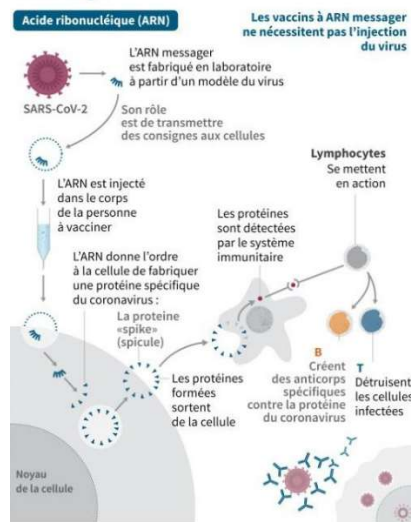 Acide ribonucléique (ARN)
Les vaccins à ARN messager
ne nécessitent pas l'injection
du virus
L'ARN messager
est fabriqué en laboratoire
à partir d'un modèle du virus
SARS-CoV-2
Son rôle
est de transmettre
des consignes aux cellules
L'ARN est injecté
dans le corps
de la personne
à vacciner
Lymphocytes
Se mettent
en action
Les protéines
sont détectées
par le système
immunitaire
L'ARN donne l'ordre
à la cellule de fabriquer
une protéine spécifique
du coronavirus :
La proteine
«spike»
(spicule)
Les protéines
formées
sortent
de la cellule
B
Créent
des anticorps
spécifiques
contre la protéine
du coronavirus
T
Détruisent
les cellules
infectées
Noyau
de la cellule